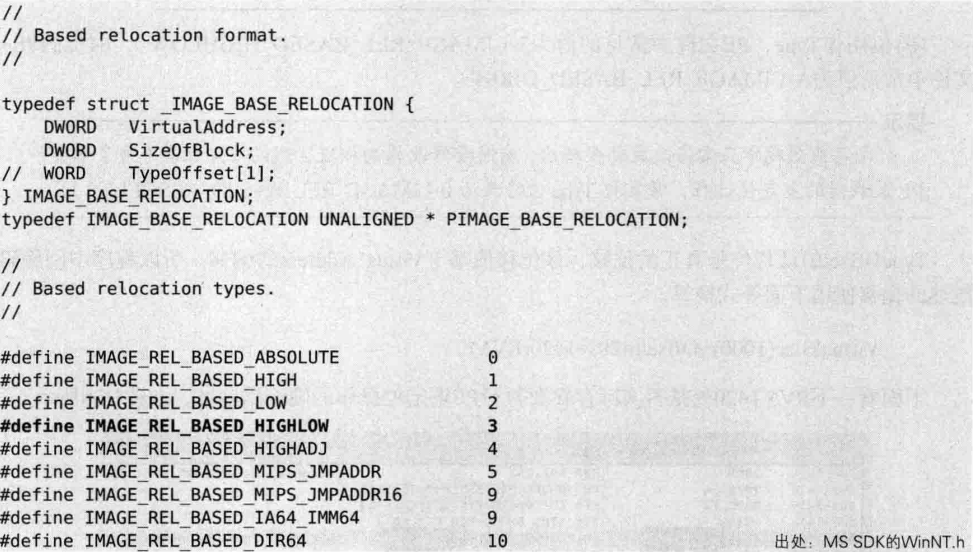 //
// Based relocation format.
//
typedef struct _IMAGE_BASE_RELOCATION {
    DWORD   VirtualAddress;
    DWORD   SizeOfBlock;
//  WORD    TypeOffset[1];
} IMAGE_BASE_RELOCATION;
typedef IMAGE_BASE_RELOCATION UNALIGNED * PIMAGE_BASE_RELOCATION;
//
// Based relocation types.
//
#define IMAGE_REL_BASED_ABSOLUTE 0
#define IMAGE_REL_BASED_HIGH 1
#define IMAGE_REL_BASED_LOW 2
#define IMAGE_REL_BASED_HIGHLOW 3
#define IMAGE_REL_BASED_HIGHADJ 4
#define IMAGE_REL_BASED_MIPS_JMPADDR 5
#define IMAGE_REL_BASED_MIPS_JMPADDR16 9
#define IMAGE_REL_BASED_IA64_IMM64 9
#define IMAGE_REL_BASED_DIR64 10
出处：MS SDK的WinNT.h